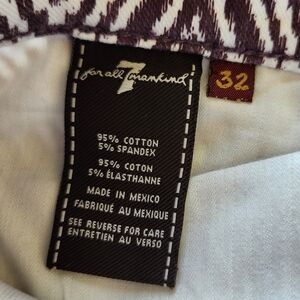 7
for all mankind
32
95% COTTON
5% SPANDEX
95% COTON
5% ÉLASTHANNE
MADE IN MEXICO
FABRIQUÉ AU MEXIQUE
SEE REVERSE FOR CARE
ENTRETIEN AU VERSO